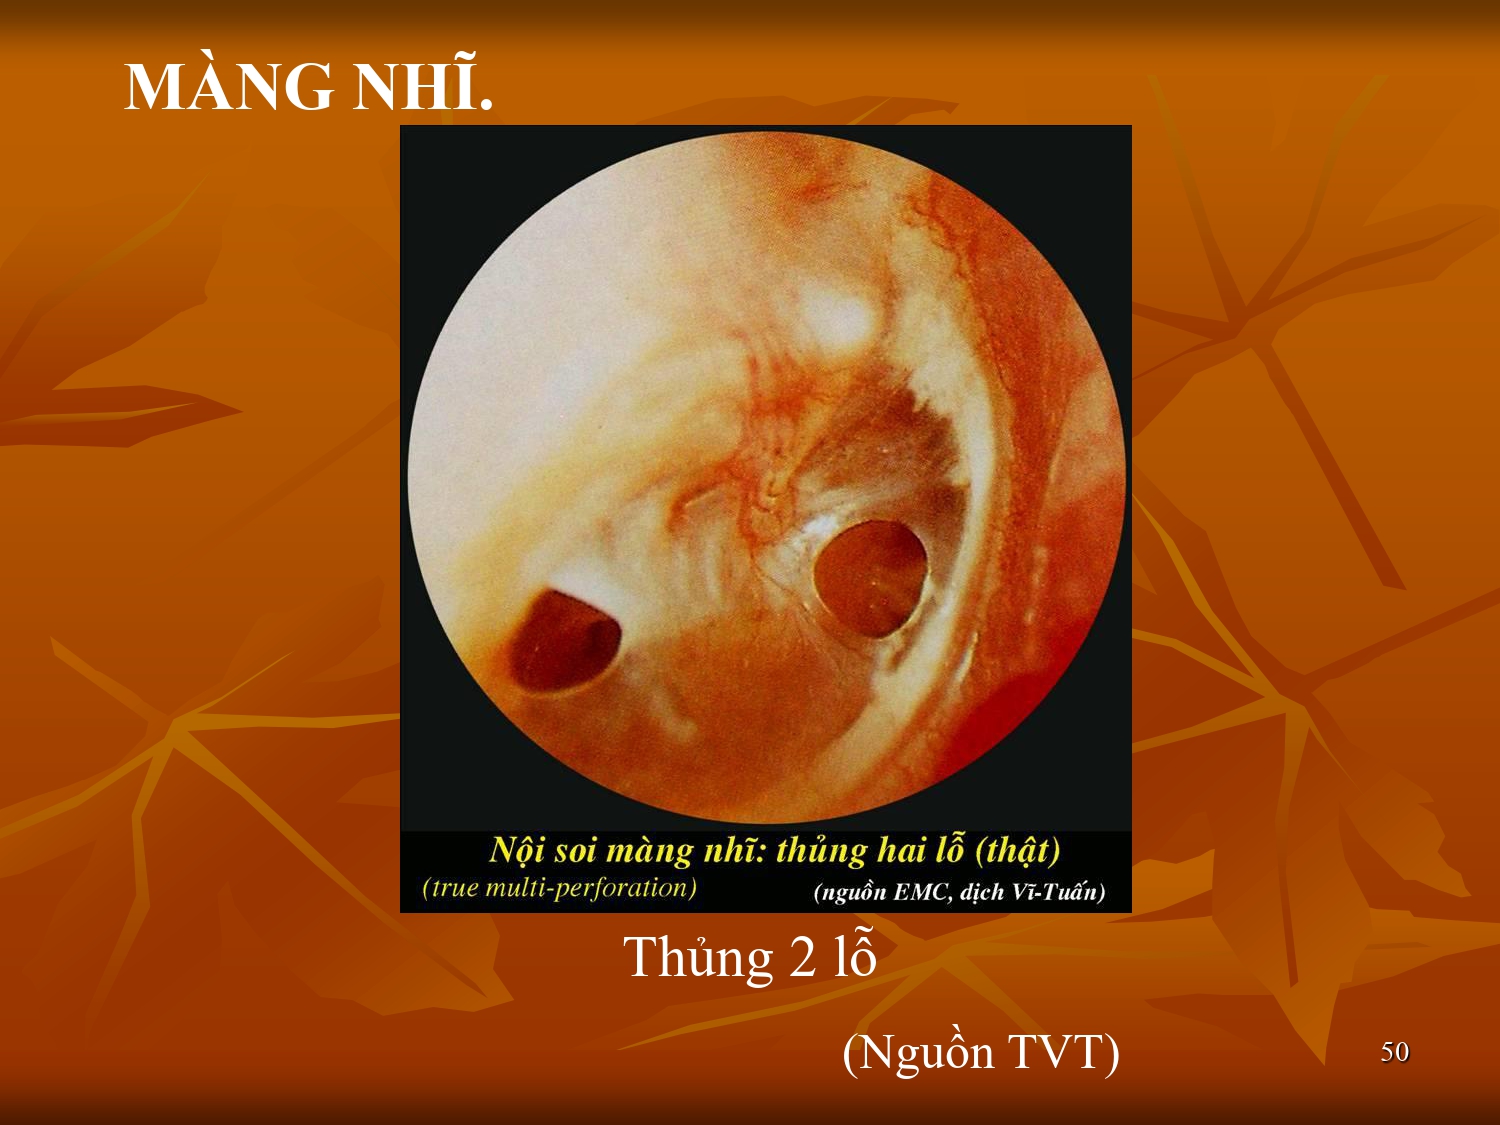 MÀNG NHĨ.
Nội soi màng nhĩ: thủng hai lỗ (thật)
(true multi-perforation) (nguồn EMC, dịch Vĩ-Tuấn)
Thủng 2 lỗ
(Nguồn TVT)
50